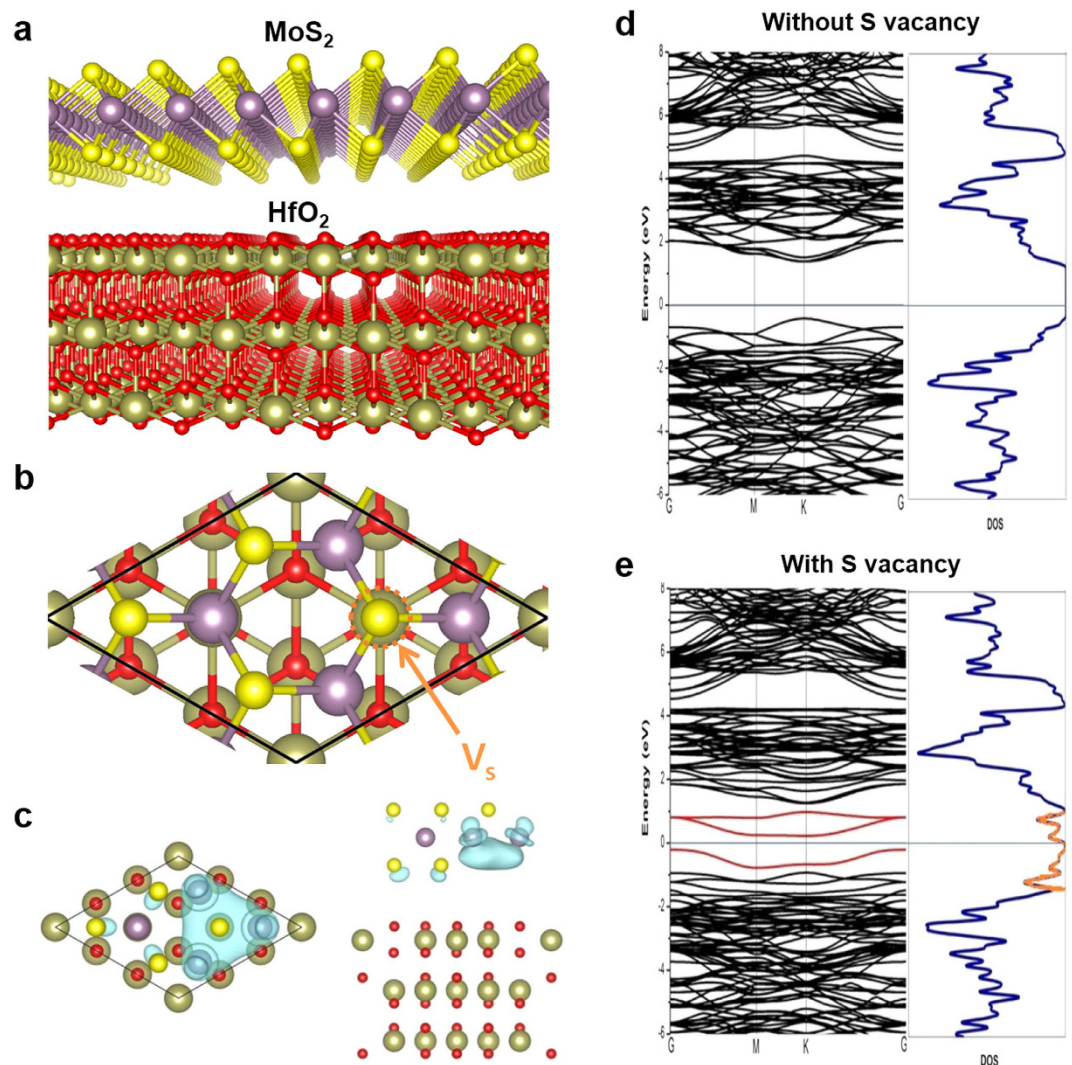 a
MoS₂
HfO₂
b
Vₛ
c
d
Without S vacancy
Energy (eV)
8
6
4
2
0
-2
-4
-6
G
M
K
G
DOS
e
With S vacancy
Energy (eV)
8
6
4
2
0
-2
-4
-6
G
M
K
G
DOS